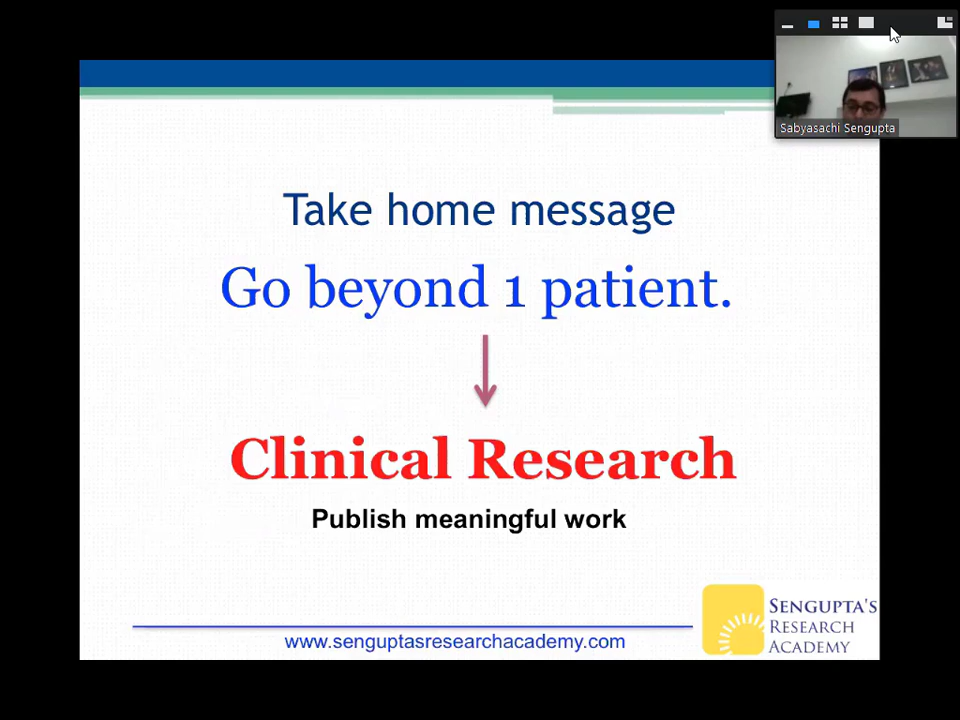 Sabyasachi Sengupta
Take home message
Go beyond 1 patient.
Clinical Research
Publish meaningful work
www.senguptasresearchacademy.com
SENGUPTA'S
RESEARCH
ACADEMY